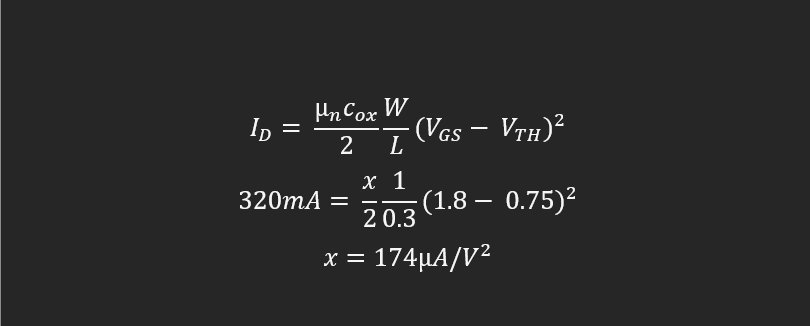 I_D = μ_n c_ox / 2 W / L (V_GS − V_TH)²
320mA = x / 2 1 / 0.3 (1.8 − 0.75)²
x = 174μA/V²